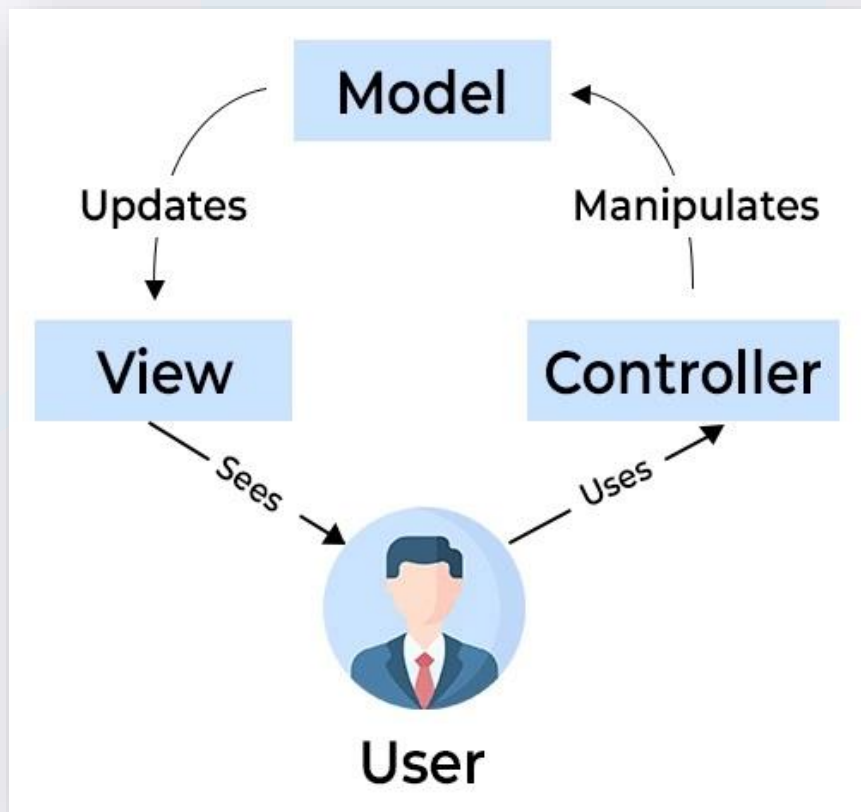 Model
Updates
Manipulates
View
Controller
Sees
Uses
User